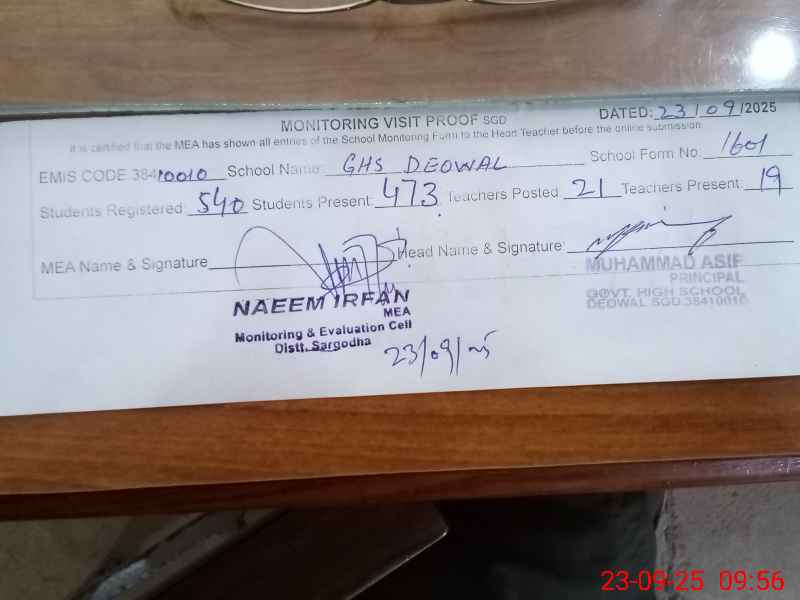 MONITORING VISIT PROOF SGD
DATED: 23/09/2025
It is certified that the MEA has shown all entries of the School Monitoring Form to the Head Teacher before the online submission
EMIS CODE 38410010 School Name: GHS DEOWAL School Form No: 1601
Students Registered: 540 Students Present: 473 Teachers Posted 21 Teachers Present: 19
MEA Name & Signature Head Name & Signature:
NAEEM IRFAN
MEA
Monitoring & Evaluation Cell
Distt. Sargodha
23/09/25
MUHAMMAD ASIF
PRINCIPAL
GOVT. HIGH SCHOOL
DEOWAL SGD 38410010
23-09-25 09:56